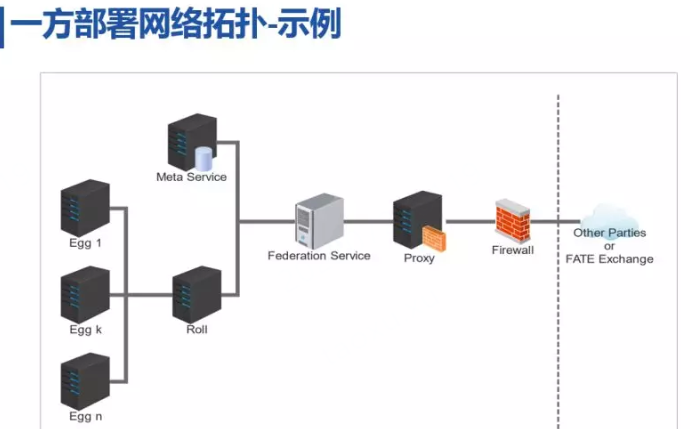 一方部署网络拓扑-示例
Meta Service
Egg 1
Federation Service
Proxy
Firewall
Other Parties
or
FATE Exchange
Egg k
Roll
Egg n